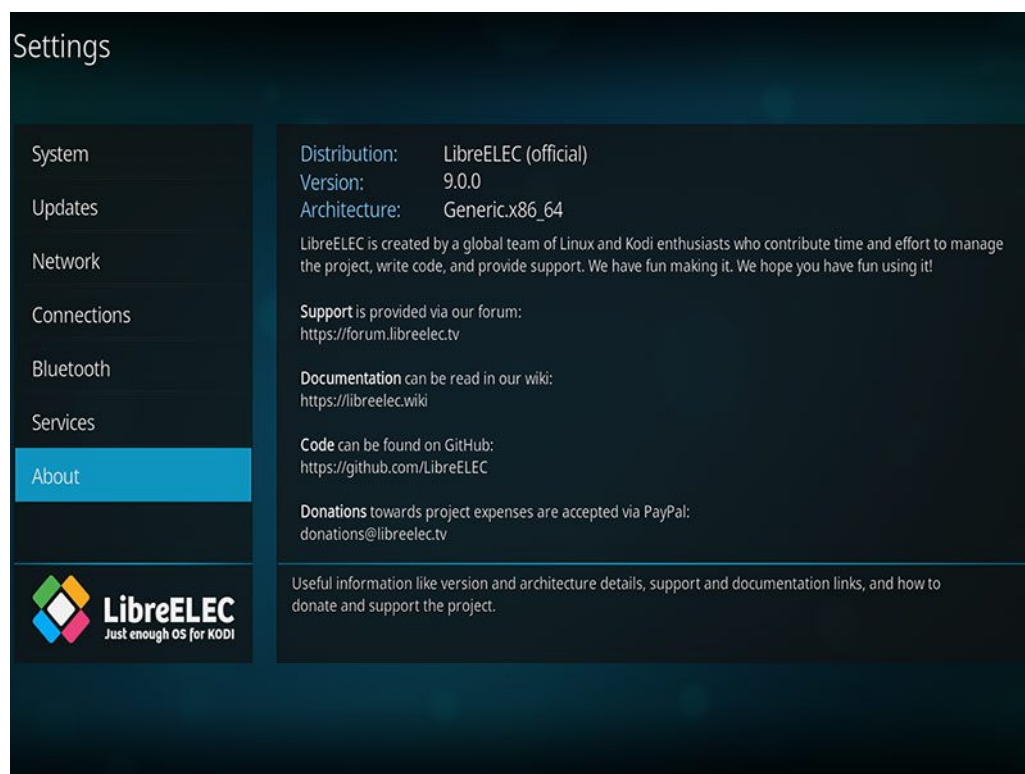 Settings
System
Updates
Network
Connections
Bluetooth
Services
About
LibreELEC
Just enough OS for KODI
Distribution: LibreELEC (official)
Version: 9.0.0
Architecture: Generic.x86_64
LibreELEC is created by a global team of Linux and Kodi enthusiasts who contribute time and effort to manage
the project, write code, and provide support. We have fun making it. We hope you have fun using it!
Support is provided via our forum:
https://forum.libreelec.tv
Documentation can be read in our wiki:
https://libreelec.wiki
Code can be found on GitHub:
https://github.com/LibreELEC
Donations towards project expenses are accepted via PayPal:
donations@libreelec.tv
Useful information like version and architecture details, support and documentation links, and how to
donate and support the project.